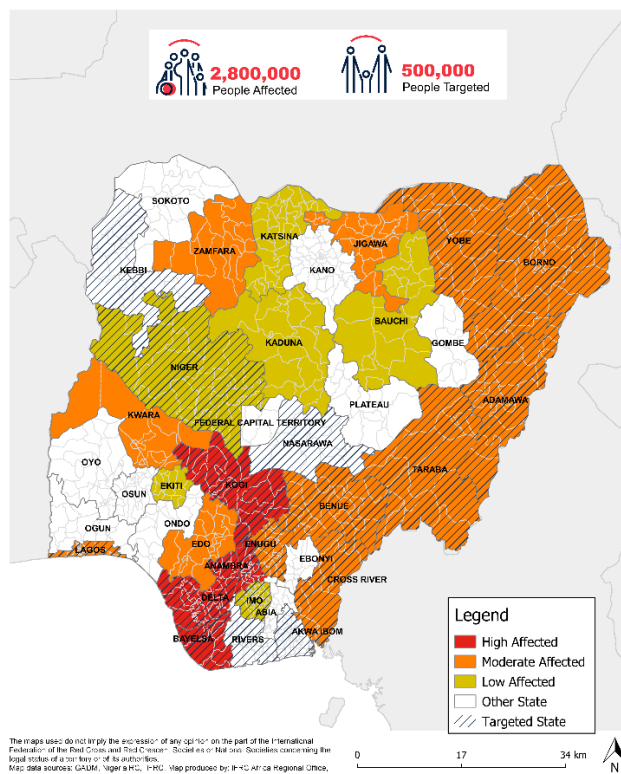 2,800,000
People Affected
500,000
People Targeted
SOKOTO
KATSINA
ZAMFARA
JIGAWA
YOBE
BORNO
KEBBI
KANO
BAUCHI
GOMBE
KADUNA
NIGER
ADAMAWA
PLATEAU
KWARA
FEDERAL CAPITAL TERRITORY
NASARAWA
OYO
TARABA
EKITI
KOGI
OSUN
BENUE
OGUN
ONDO
EDO
ENUGU
EBONYI
LAGOS
ANAMBRA
CROSS RIVER
DELTA
IMO
ABIA
BAYELSA
RIVERS
AKWA IBOM
Legend
High Affected
Moderate Affected
Low Affected
Other State
Targeted State
The maps used do not imply the expression of any opinion on the part of the International
Federation of the Red Cross and Red Crescent Societies or National Societies concerning the
legal status of a territory or of its authorities.
Map data sources: GADM, Nigeria RC, IFRC. Map produced by: IFRC Africa Regional Office,
0 17 34 km
N